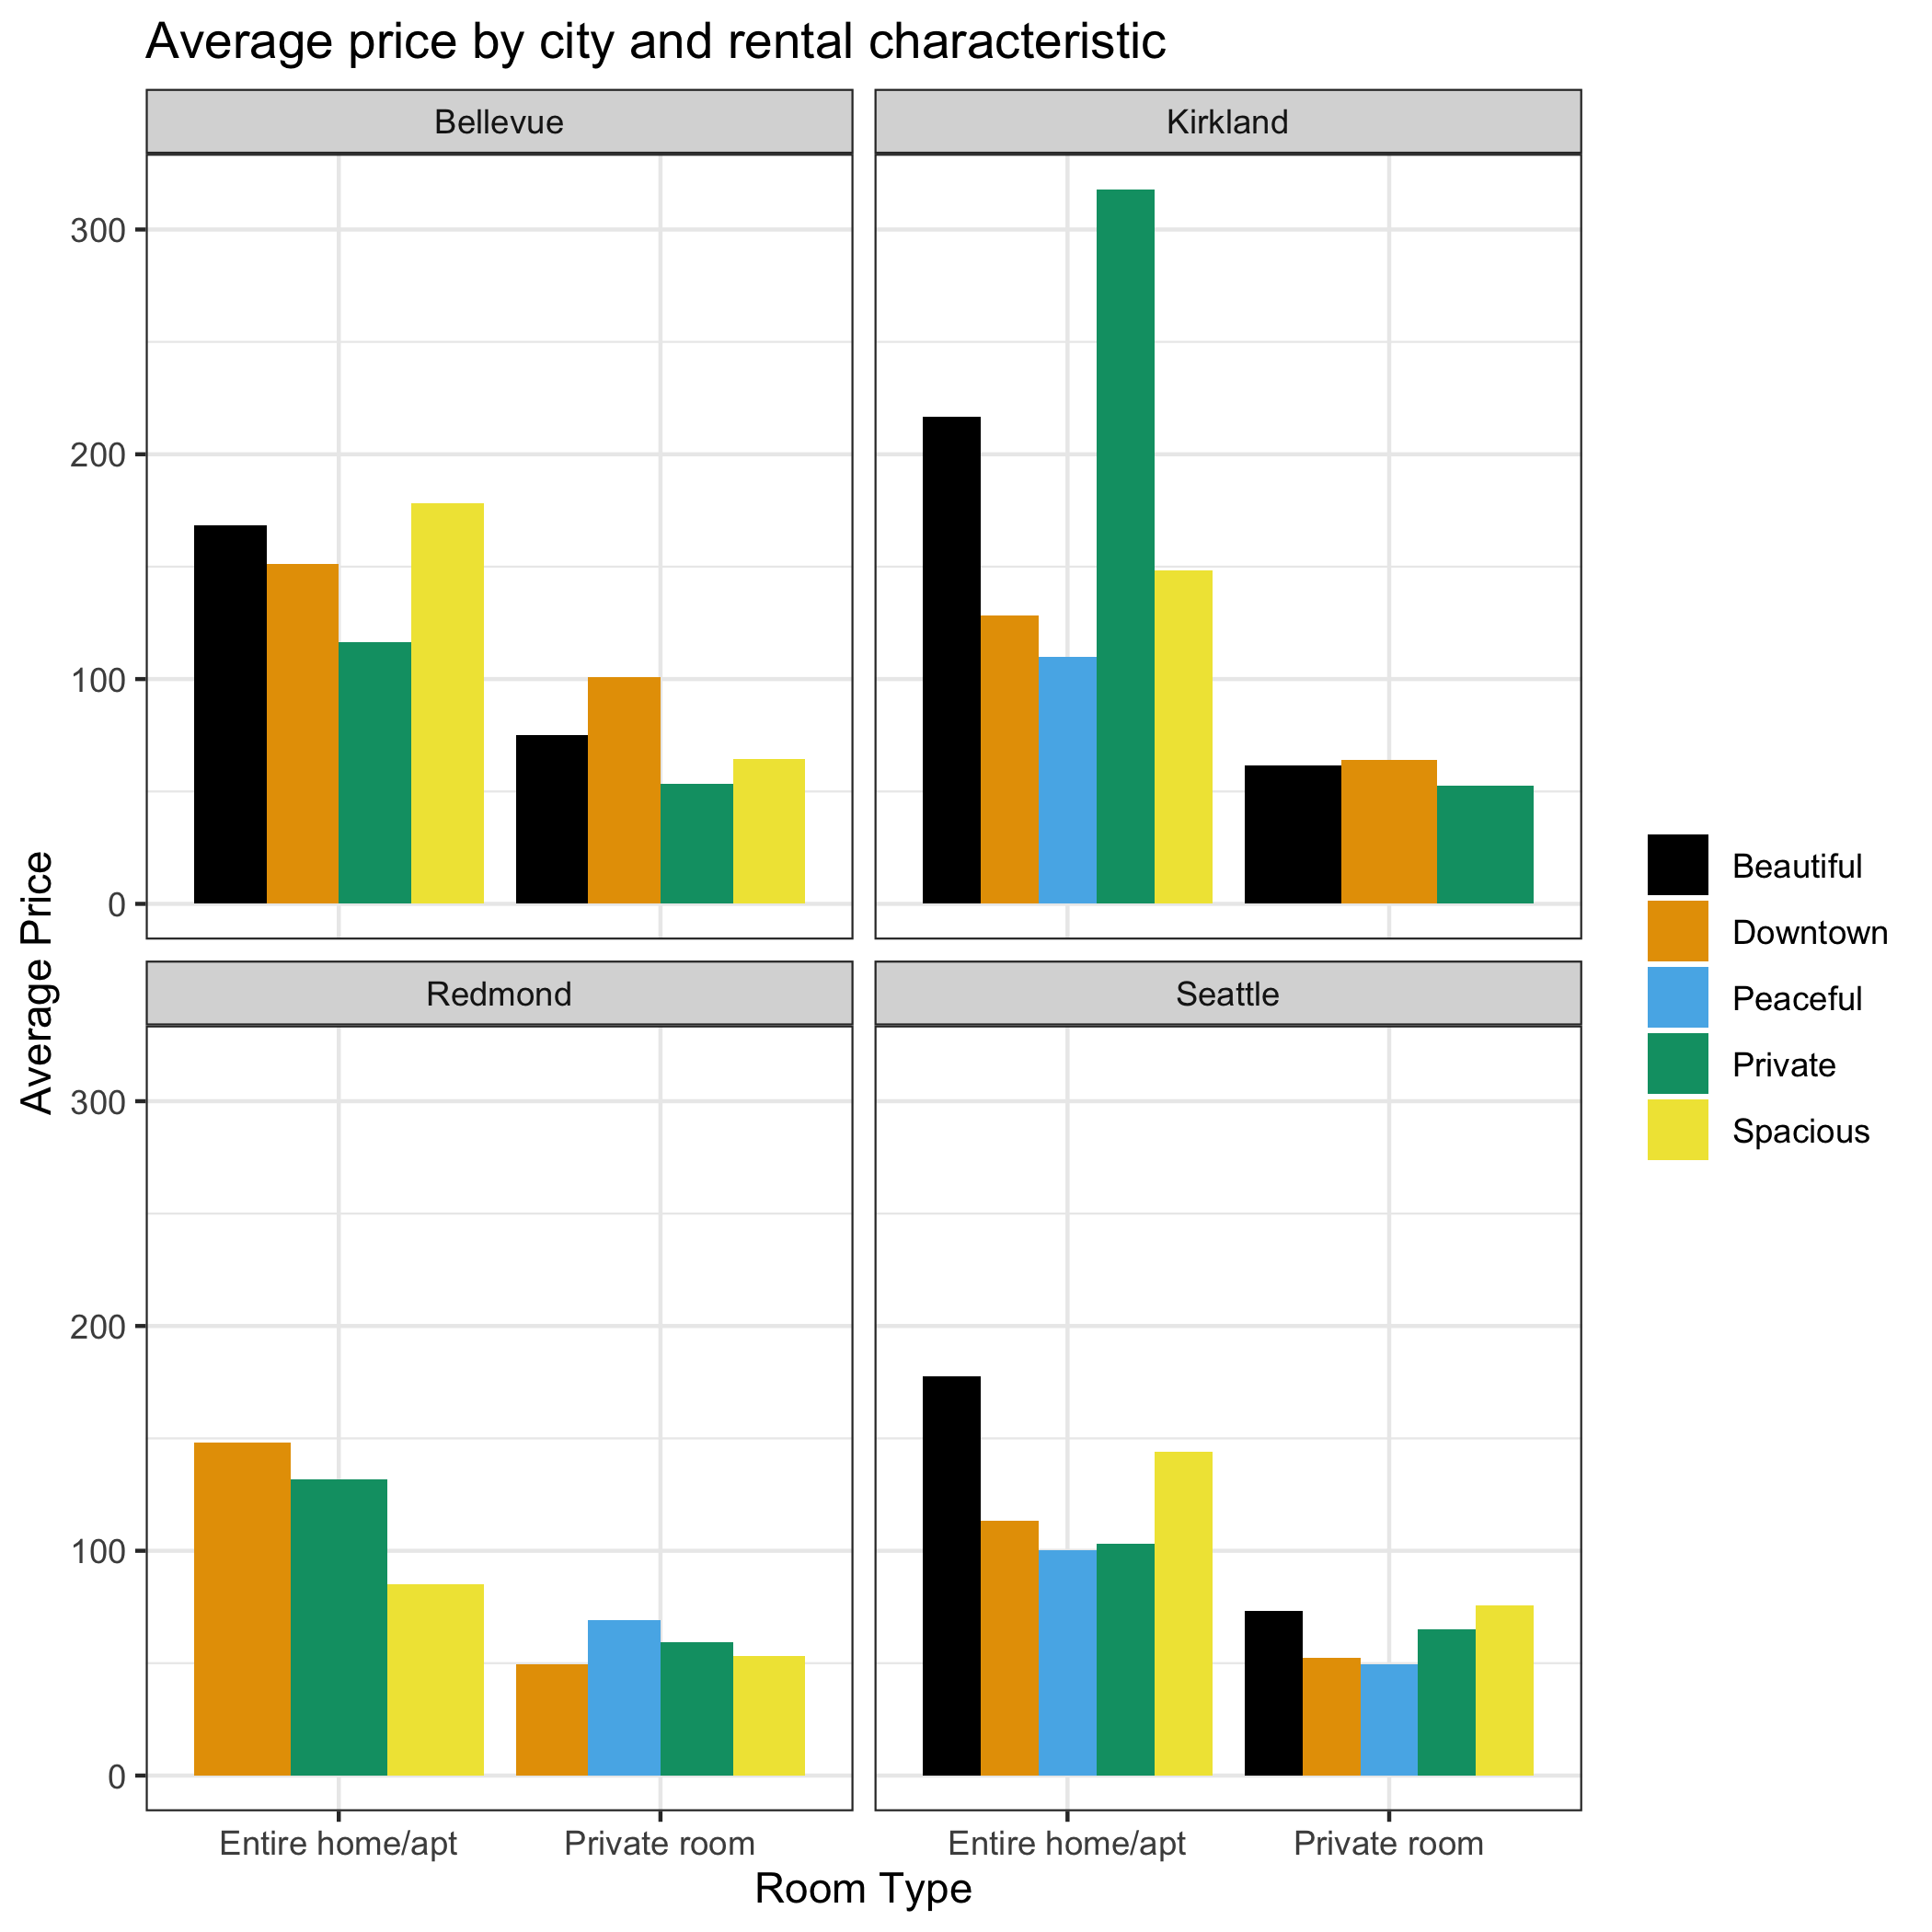 Average price by city and rental characteristic
Bellevue
Kirkland
300
200
100
0
Redmond
Seattle
300
200
100
0
Entire home/apt
Private room
Entire home/apt
Private room
Room Type
Average Price
Beautiful
Downtown
Peaceful
Private
Spacious